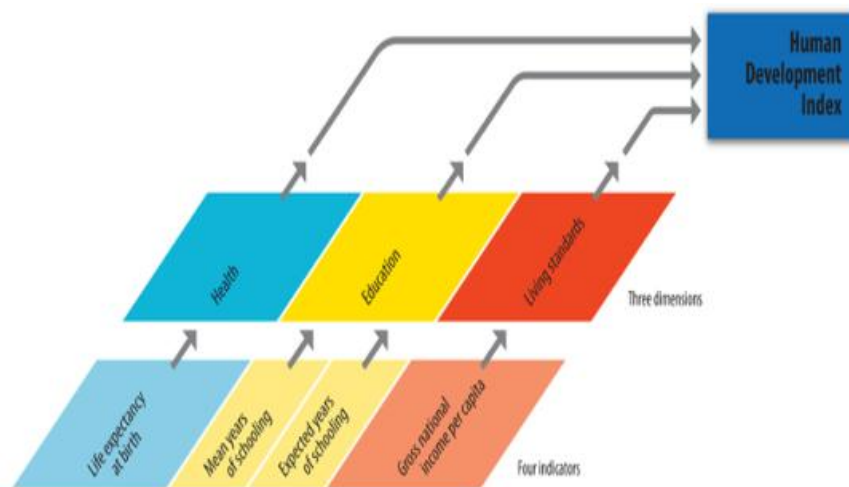 Human
Development
Index
Health
Education
Living standards
Three dimensions
Life expectancy
at birth
Mean years
of schooling
Expected years
of schooling
Gross national
income per capita
Four indicators